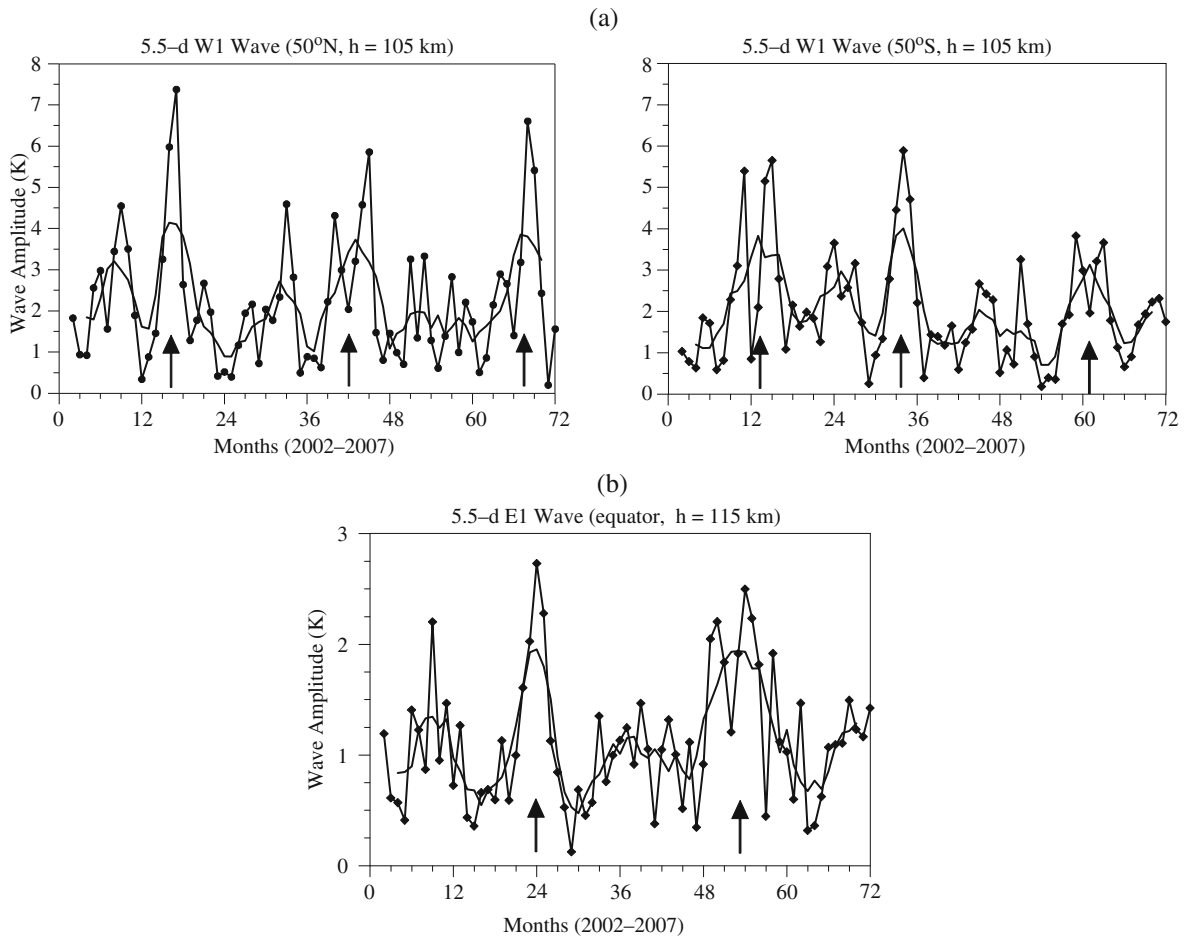 (a)
5.5–d W1 Wave (50°N, h = 105 km)
8
7
6
5
4
3
2
1
0
Wave Amplitude (K)
0 12 24 36 48 60 72
Months (2002–2007)
5.5–d W1 Wave (50°S, h = 105 km)
8
7
6
5
4
3
2
1
0
0 12 24 36 48 60 72
Months (2002–2007)
(b)
5.5–d E1 Wave (equator, h = 115 km)
3
2
1
0
Wave Amplitude (K)
0 12 24 36 48 60 72
Months (2002–2007)